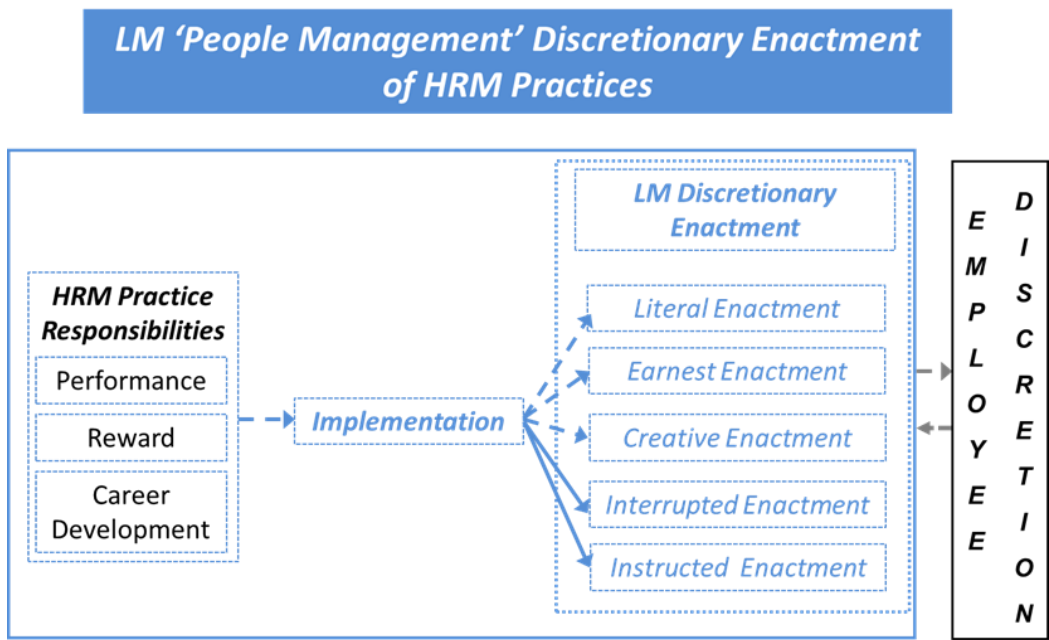 LM ‘People Management’ Discretionary Enactment
of HRM Practices
HRM Practice
Responsibilities
Performance
Reward
Career
Development
Implementation
LM Discretionary
Enactment
Literal Enactment
Earnest Enactment
Creative Enactment
Interrupted Enactment
Instructed  Enactment
EMPLOYEE
DISCRETION